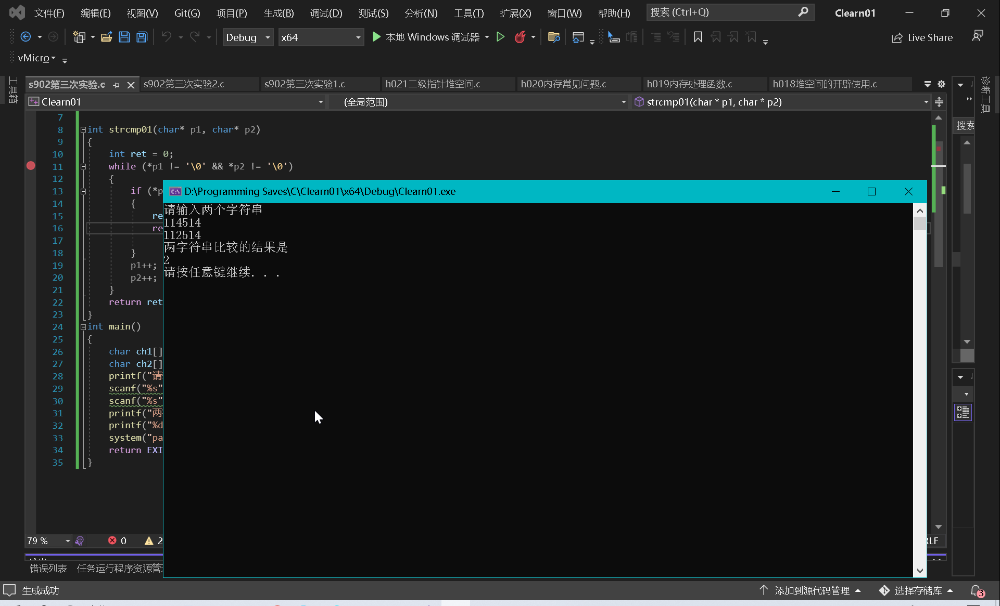 文件(F) 编辑(E) 视图(V) Git(G) 项目(P) 生成(B) 调试(D) 测试(S) 分析(N) 工具(T) 扩展(X) 窗口(W) 帮助(H) 搜索 (Ctrl+Q) Clearn01
Debug x64 本地 Windows 调试器 Live Share
vMicro
工具箱
s902第三次实验.c s902第三次实验2.c s902第三次实验1.c h021二级指针堆空间.c h020内存常见问题.c h019内存处理函数.c h018堆空间的开辟使用.c
诊断工具
Clearn01 (全局范围) strcmp01(char * p1, char * p2)
搜索
7
8 int strcmp01(char* p1, char* p2)
9 {
10 int ret = 0;
11 while (*p1 != '\0' && *p2 != '\0')
12 {
13 if (*p
14 {
15 re
16 re
17
18 }
19 p1++;
20 p2++;
21 }
22 return ret
23 }
24 int main()
25 {
26 char ch1[]
27 char ch2[]
28 printf("请
29 scanf("%s"
30 scanf("%s"
31 printf("两
32 printf("%d
33 system("pa
34 return EXI
35 }
D:\Programming Saves\C\Clearn01\x64\Debug\Clearn01.exe
请输入两个字符串
114514
112514
两字符串比较的结果是
2
请按任意键继续. . .
79 % 0 2 LF
错误列表 任务运行程序资源管
生成成功 添加到源代码管理 选择存储库 3